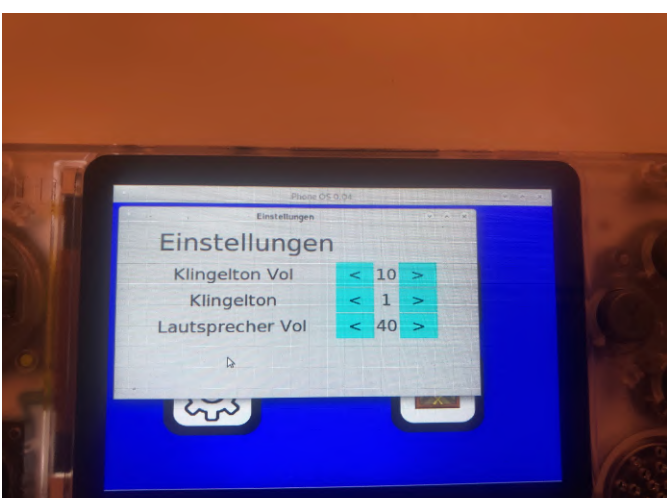 Phone OS 0.04
Einstellungen
Einstellungen
Klingelton Vol < 10 >
Klingelton < 1 >
Lautsprecher Vol < 40 >